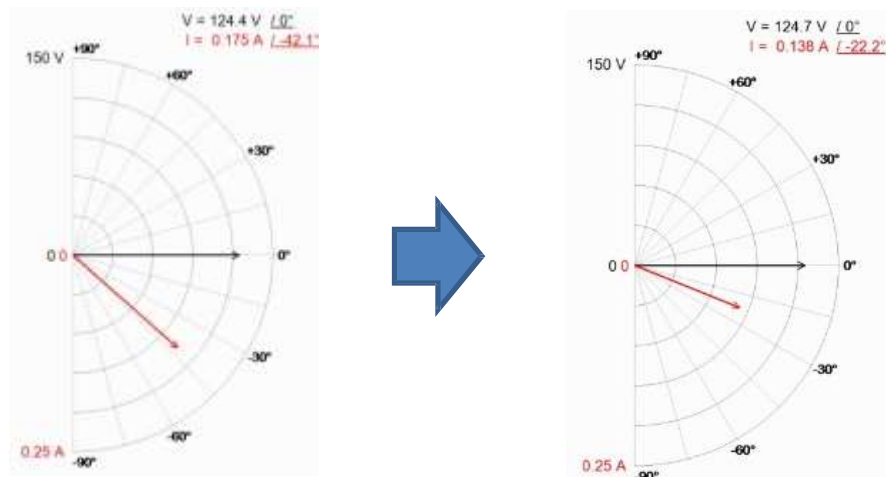 V = 124.4 V /0°
I = 0.175 A /-42.1°
150 V +90°
+60°
+30°
0 0
0°
-30°
-60°
0.25 A
-90°
V = 124.7 V /0°
I = 0.138 A /-22.2°
150 V +90°
+60°
+30°
0 0
0°
-30°
-60°
0.25 A
-90°